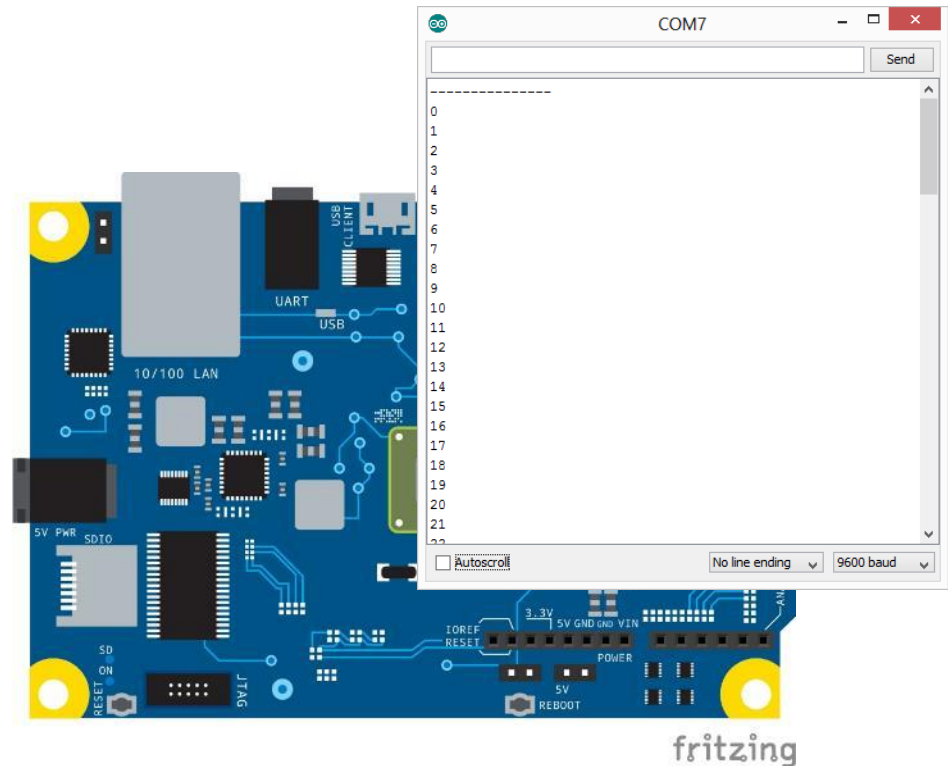 COM7
Send
---------------
0
1
2
3
4
5
6
7
8
9
10
11
12
13
14
15
16
17
18
19
20
21
22
Autoscroll
No line ending
9600 baud
USB
CLIENT
UART
USB
10/100 LAN
5V PWR
SDIO
3.3V
IOREF
5V GND GND VIN
RESET
POWER
SD
ON
RESET
JTAG
5V
REBOOT
fritzing